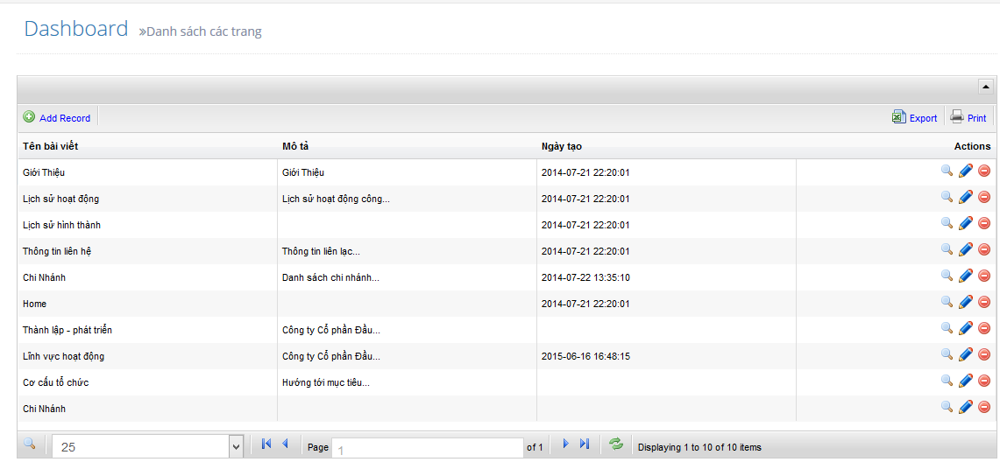 Dashboard »Danh sách các trang
Add Record Export Print
Tên bài viết Mô tả Ngày tạo Actions
Giới Thiệu Giới Thiệu 2014-07-21 22:20:01
Lịch sử hoạt động Lịch sử hoạt động công... 2014-07-21 22:20:01
Lịch sử hình thành 2014-07-21 22:20:01
Thông tin liên hệ Thông tin liên lạc... 2014-07-21 22:20:01
Chi Nhánh Danh sách chi nhánh... 2014-07-22 13:35:10
Home 2014-07-21 22:20:01
Thành lập - phát triển Công ty Cổ phần Đầu...
Lĩnh vực hoạt động Công ty Cổ phần Đầu... 2015-06-16 16:48:15
Cơ cấu tổ chức Hướng tới mục tiêu...
Chi Nhánh
25 Page 1 of 1 Displaying 1 to 10 of 10 items